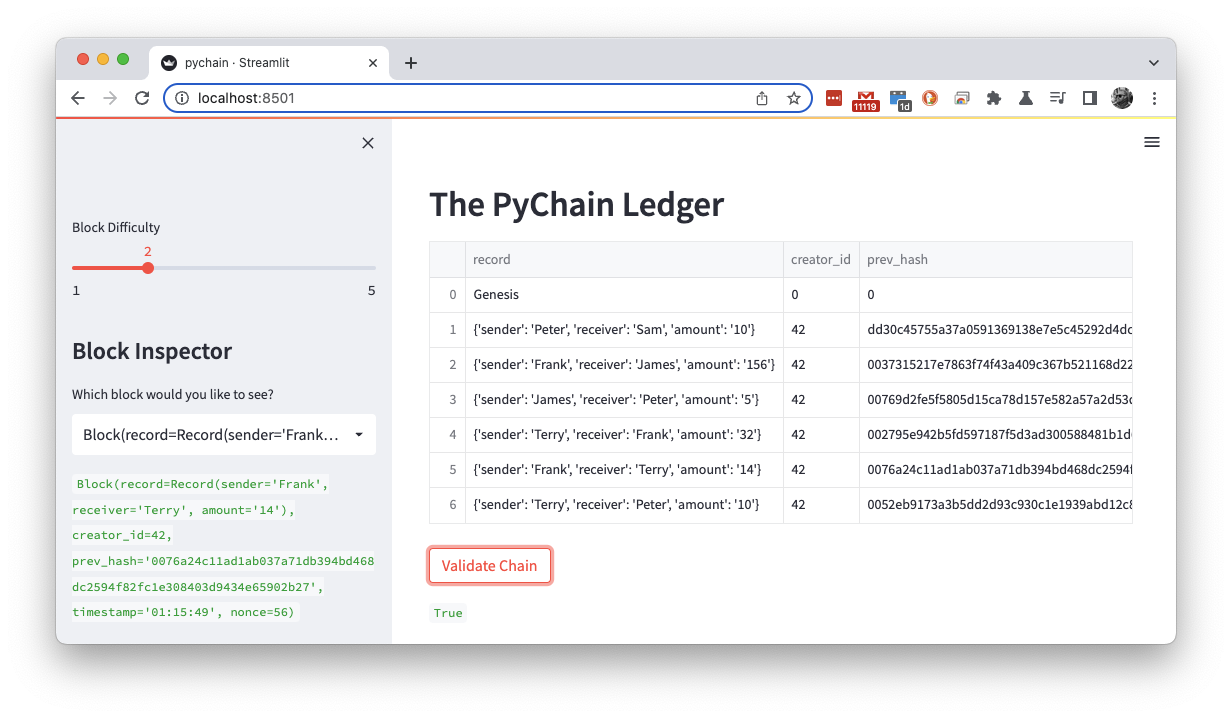 pychain · Streamlit
localhost:8501
11119
1d
Block Difficulty
2
1 5
Block Inspector
Which block would you like to see?
Block(record=Record(sender='Frank...
Block(record=Record(sender='Frank',
receiver='Terry', amount='14'),
creator_id=42,
prev_hash='0076a24c11ad1ab037a71db394bd468
dc2594f82fc1e308403d9434e65902b27',
timestamp='01:15:49', nonce=56)
The PyChain Ledger
record creator_id prev_hash
0 Genesis 0 0
1 {'sender': 'Peter', 'receiver': 'Sam', 'amount': '10'} 42 dd30c45755a37a0591369138e7e5c45292d4dc
2 {'sender': 'Frank', 'receiver': 'James', 'amount': '156'} 42 0037315217e7863f74f43a409c367b521168d22
3 {'sender': 'James', 'receiver': 'Peter', 'amount': '5'} 42 00769d2fe5f5805d15ca78d157e582a57a2d53c
4 {'sender': 'Terry', 'receiver': 'Frank', 'amount': '32'} 42 002795e942b5fd597187f5d3ad300588481b1d
5 {'sender': 'Frank', 'receiver': 'Terry', 'amount': '14'} 42 0076a24c11ad1ab037a71db394bd468dc2594f
6 {'sender': 'Terry', 'receiver': 'Peter', 'amount': '10'} 42 0052eb9173a3b5dd2d93c930c1e1939abd12c8
Validate Chain
True